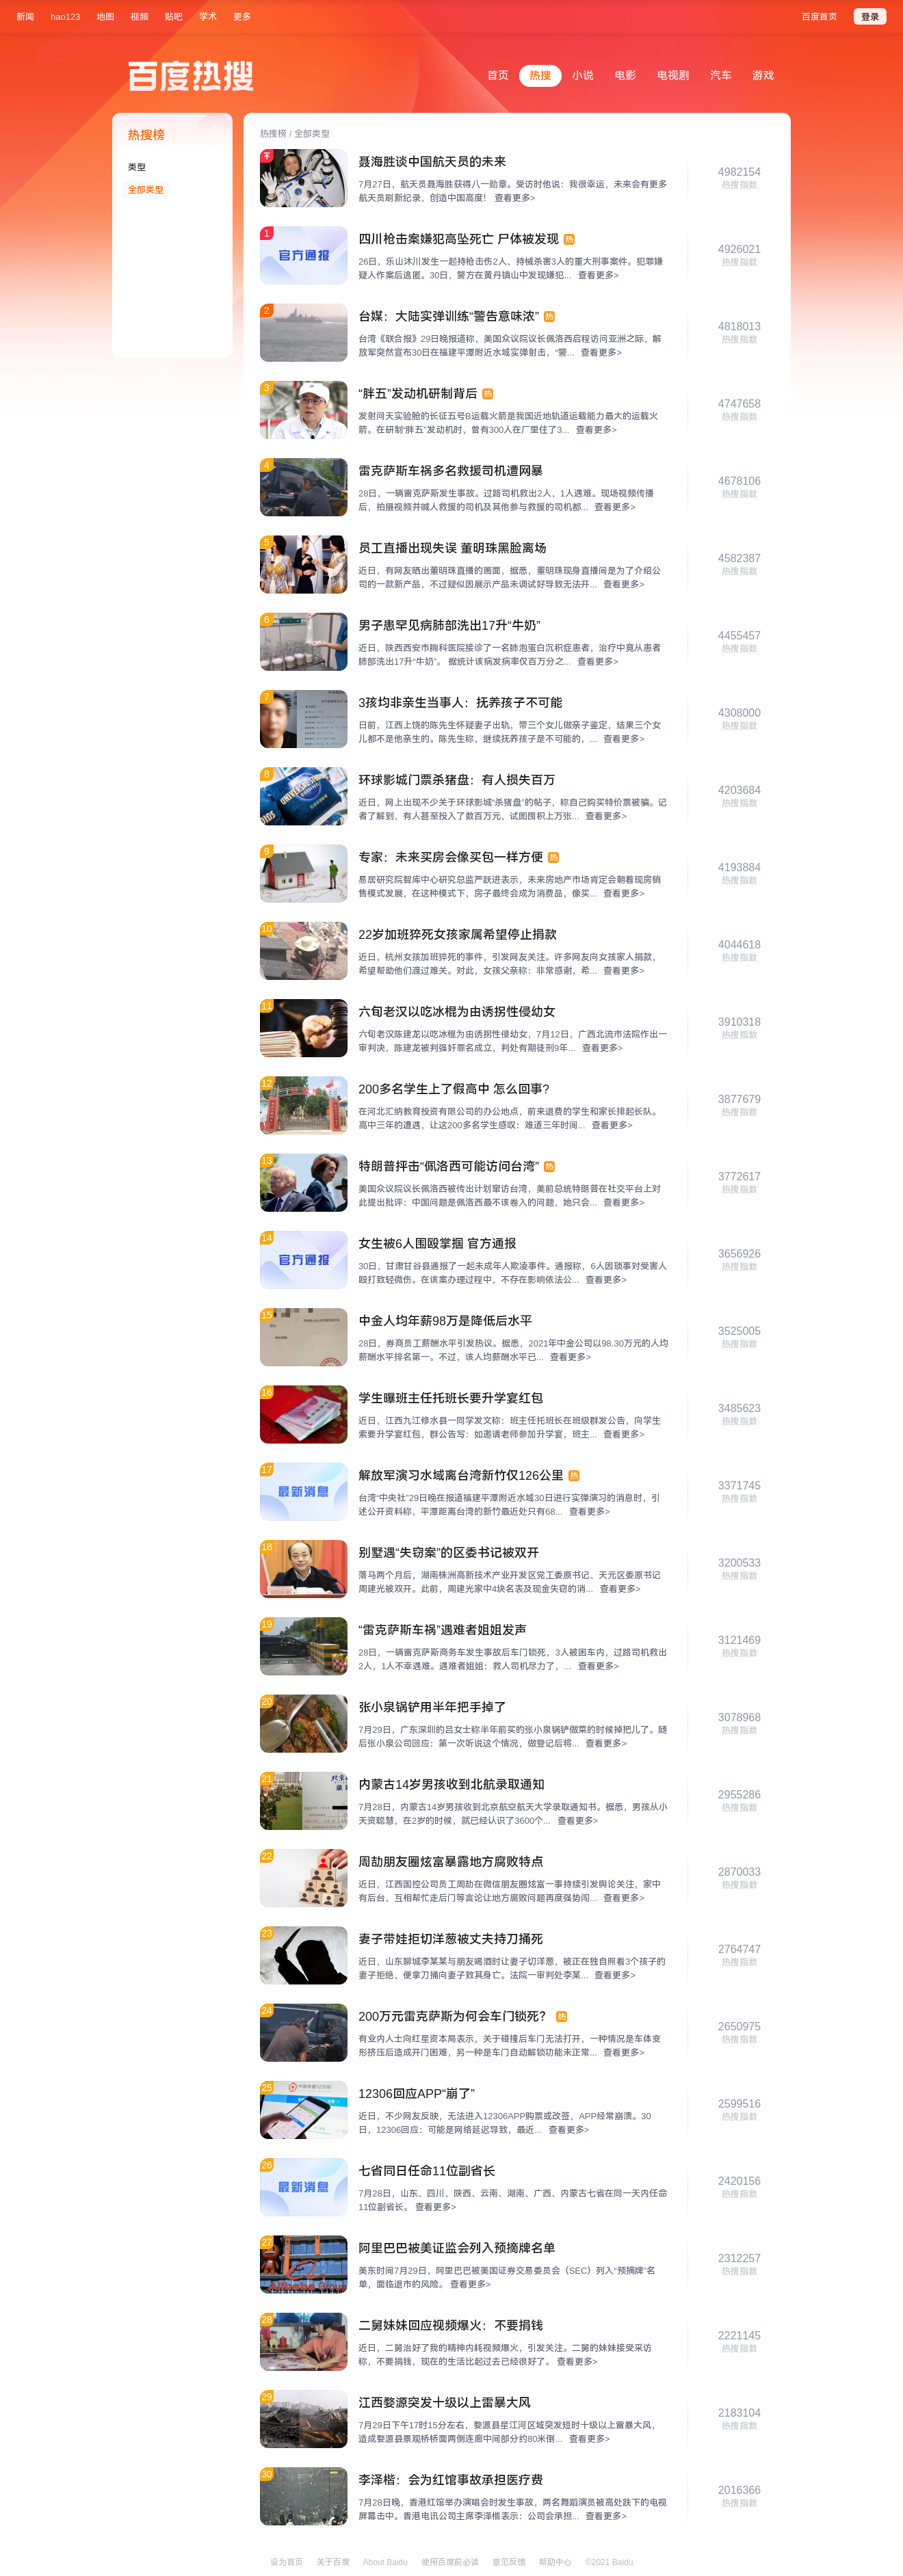 新闻 hao123 地图 视频 贴吧 学术 更多 百度首页 登录
百度热搜
首页 热搜 小说 电影 电视剧 汽车 游戏
热搜榜
类型
全部类型
热搜榜 / 全部类型
聂海胜谈中国航天员的未来
7月27日，航天员聂海胜获得八一勋章。受访时他说：我很幸运，未来会有更多
航天员刷新纪录，创造中国高度！ 查看更多>
4982154
热搜指数
1
官方通报
四川枪击案嫌犯高坠死亡 尸体被发现 热
26日，乐山沐川发生一起持枪击伤2人、持械杀害3人的重大刑事案件。犯罪嫌
疑人作案后逃匿。30日，警方在黄丹镇山中发现嫌犯... 查看更多>
4926021
热搜指数
2
台媒：大陆实弹训练“警告意味浓” 热
台湾《联合报》29日晚报道称，美国众议院议长佩洛西启程访问亚洲之际，解
放军突然宣布30日在福建平潭附近水域实弹射击，“警... 查看更多>
4818013
热搜指数
3
“胖五”发动机研制背后 热
发射问天实验舱的长征五号B运载火箭是我国近地轨道运载能力最大的运载火
箭。在研制“胖五”发动机时，曾有300人在厂里住了3... 查看更多>
4747658
热搜指数
4
雷克萨斯车祸多名救援司机遭网暴
28日，一辆雷克萨斯发生事故。过路司机救出2人，1人遇难。现场视频传播
后，拍摄视频并喊人救援的司机及其他参与救援的司机都... 查看更多>
4678106
热搜指数
5
员工直播出现失误 董明珠黑脸离场
近日，有网友晒出董明珠直播的画面，据悉，董明珠现身直播间是为了介绍公
司的一款新产品，不过疑似因展示产品未调试好导致无法开... 查看更多>
4582387
热搜指数
6
男子患罕见病肺部洗出17升“牛奶”
近日，陕西西安市胸科医院接诊了一名肺泡蛋白沉积症患者，治疗中竟从患者
肺部洗出17升“牛奶”。 据统计该病发病率仅百万分之... 查看更多>
4455457
热搜指数
7
3孩均非亲生当事人：抚养孩子不可能
日前，江西上饶的陈先生怀疑妻子出轨，带三个女儿做亲子鉴定，结果三个女
儿都不是他亲生的。陈先生称，继续抚养孩子是不可能的，... 查看更多>
4308000
热搜指数
8
环球影城门票杀猪盘：有人损失百万
近日，网上出现不少关于环球影城“杀猪盘”的帖子，称自己购买特价票被骗。记
者了解到，有人甚至投入了数百万元，试图囤积上万张... 查看更多>
4203684
热搜指数
9
专家：未来买房会像买包一样方便 热
易居研究院智库中心研究总监严跃进表示，未来房地产市场肯定会朝着现房销
售模式发展，在这种模式下，房子最终会成为消费品，像买... 查看更多>
4193884
热搜指数
10
22岁加班猝死女孩家属希望停止捐款
近日，杭州女孩加班猝死的事件，引发网友关注。许多网友向女孩家人捐款，
希望帮助他们渡过难关。对此，女孩父亲称：非常感谢，希... 查看更多>
4044618
热搜指数
11
六旬老汉以吃冰棍为由诱拐性侵幼女
六旬老汉陈建龙以吃冰棍为由诱拐性侵幼女，7月12日，广西北流市法院作出一
审判决，陈建龙被判强奸罪名成立，判处有期徒刑9年... 查看更多>
3910318
热搜指数
12
200多名学生上了假高中 怎么回事?
在河北汇纳教育投资有限公司的办公地点，前来退费的学生和家长排起长队。
高中三年的遭遇，让这200多名学生感叹：难道三年时间... 查看更多>
3877679
热搜指数
13
特朗普抨击“佩洛西可能访问台湾” 热
美国众议院议长佩洛西被传出计划窜访台湾，美前总统特朗普在社交平台上对
此提出批评：中国问题是佩洛西最不该卷入的问题，她只会... 查看更多>
3772617
热搜指数
14
官方通报
女生被6人围殴掌掴 官方通报
30日，甘肃甘谷县通报了一起未成年人欺凌事件。通报称，6人因琐事对受害人
殴打致轻微伤。在该案办理过程中，不存在影响依法公... 查看更多>
3656926
热搜指数
15
中金人均年薪98万是降低后水平
28日，券商员工薪酬水平引发热议。据悉，2021年中金公司以98.30万元的人均
薪酬水平排名第一。不过，该人均薪酬水平已... 查看更多>
3525005
热搜指数
16
学生曝班主任托班长要升学宴红包
近日，江西九江修水县一同学发文称：班主任托班长在班级群发公告，向学生
索要升学宴红包，群公告写：如邀请老师参加升学宴，班主... 查看更多>
3485623
热搜指数
17
最新消息
解放军演习水域离台湾新竹仅126公里 热
台湾“中央社”29日晚在报道福建平潭附近水域30日进行实弹演习的消息时，引
述公开资料称，平潭距离台湾的新竹最近处只有68... 查看更多>
3371745
热搜指数
18
别墅遇“失窃案”的区委书记被双开
落马两个月后，湖南株洲高新技术产业开发区党工委原书记、天元区委原书记
周建光被双开。此前，周建光家中4块名表及现金失窃的消... 查看更多>
3200533
热搜指数
19
“雷克萨斯车祸”遇难者姐姐发声
28日，一辆雷克萨斯商务车发生事故后车门锁死，3人被困车内，过路司机救出
2人，1人不幸遇难。遇难者姐姐：救人司机尽力了，... 查看更多>
3121469
热搜指数
20
张小泉锅铲用半年把手掉了
7月29日，广东深圳的吕女士称半年前买的张小泉锅铲做菜的时候掉把儿了。随
后张小泉公司回应：第一次听说这个情况，做登记后将... 查看更多>
3078968
热搜指数
21
内蒙古14岁男孩收到北航录取通知
7月28日，内蒙古14岁男孩收到北京航空航天大学录取通知书。据悉，男孩从小
天资聪慧，在2岁的时候，就已经认识了3600个... 查看更多>
2955286
热搜指数
22
周劼朋友圈炫富暴露地方腐败特点
近日，江西国控公司员工周劼在微信朋友圈炫富一事持续引发舆论关注，家中
有后台、互相帮忙走后门等言论让地方腐败问题再度强势闯... 查看更多>
2870033
热搜指数
23
妻子带娃拒切洋葱被丈夫持刀捅死
近日，山东聊城李某某与朋友喝酒时让妻子切洋葱，被正在独自照看3个孩子的
妻子拒绝，便拿刀捅向妻子致其身亡。法院一审判处李某... 查看更多>
2764747
热搜指数
24
200万元雷克萨斯为何会车门锁死？ 热
有业内人士向红星资本局表示，关于碰撞后车门无法打开，一种情况是车体变
形挤压后造成开门困难，另一种是车门自动解锁功能未正常... 查看更多>
2650975
热搜指数
25
12306回应APP“崩了”
近日，不少网友反映，无法进入12306APP购票或改签，APP经常崩溃。30
日，12306回应：可能是网络延迟导致，最近... 查看更多>
2599516
热搜指数
26
最新消息
七省同日任命11位副省长
7月28日，山东、四川、陕西、云南、湖南、广西、内蒙古七省在同一天内任命
11位副省长。 查看更多>
2420156
热搜指数
27
阿里巴巴被美证监会列入预摘牌名单
美东时间7月29日，阿里巴巴被美国证券交易委员会（SEC）列入“预摘牌”名
单，面临退市的风险。 查看更多>
2312257
热搜指数
28
二舅妹妹回应视频爆火：不要捐钱
近日，二舅治好了我的精神内耗视频爆火，引发关注。二舅的妹妹接受采访
称，不要捐钱，现在的生活比起过去已经很好了。 查看更多>
2221145
热搜指数
29
江西婺源突发十级以上雷暴大风
7月29日下午17时15分左右，婺源县星江河区域突发短时十级以上雷暴大风，
造成婺源县景观桥桥面两侧连廊中间部分约80米倒... 查看更多>
2183104
热搜指数
30
李泽楷：会为红馆事故承担医疗费
7月28日晚，香港红馆举办演唱会时发生事故，两名舞蹈演员被高处跌下的电视
屏幕击中。香港电讯公司主席李泽楷表示：公司会承担... 查看更多>
2016366
热搜指数
设为首页 关于百度 About Baidu 使用百度前必读 意见反馈 帮助中心 ©2021 Baidu